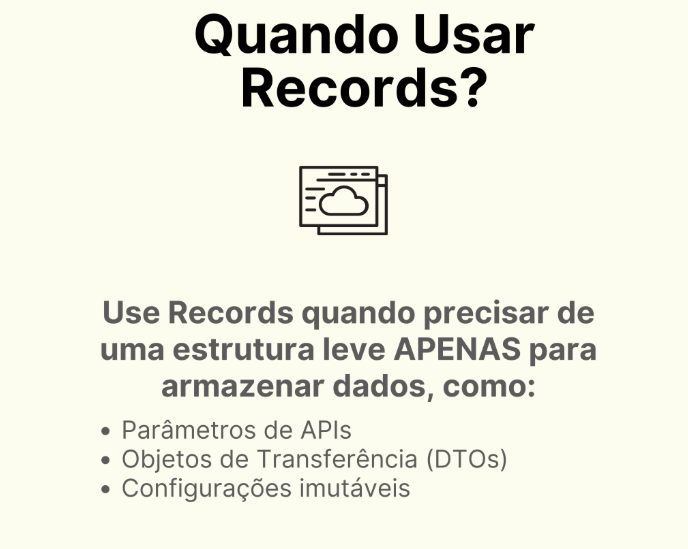 Quando Usar
Records?
Use Records quando precisar de
uma estrutura leve APENAS para
armazenar dados, como:
• Parâmetros de APIs
• Objetos de Transferência (DTOs)
• Configurações imutáveis